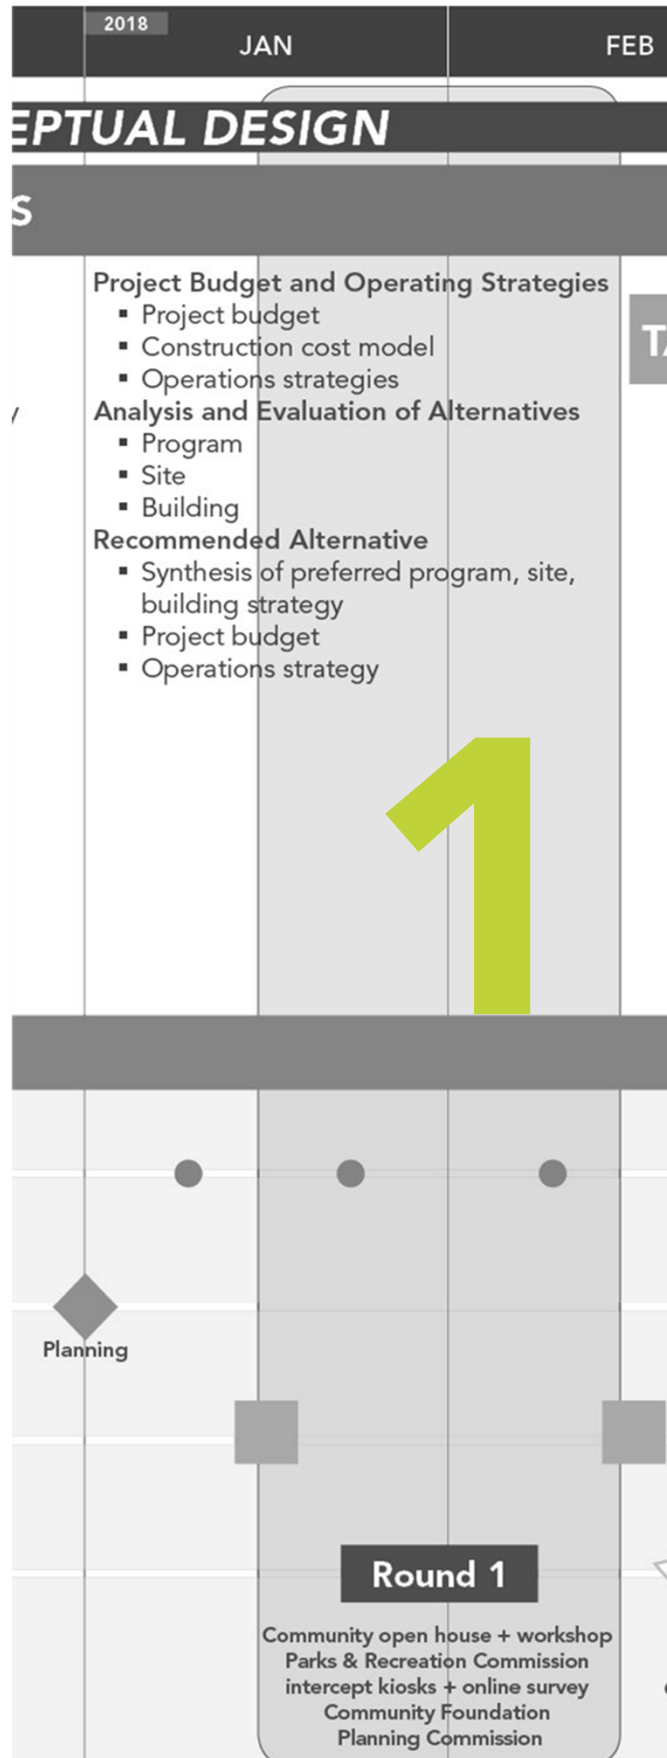 2018
JAN
FEB
EPTUAL DESIGN
S
Project Budget and Operating Strategies
▪ Project budget
▪ Construction cost model
▪ Operations strategies
Analysis and Evaluation of Alternatives
▪ Program
▪ Site
▪ Building
Recommended Alternative
▪ Synthesis of preferred program, site,
building strategy
▪ Project budget
▪ Operations strategy
y
TA
1
Planning
Round 1
Community open house + workshop
Parks & Recreation Commission
intercept kiosks + online survey
Community Foundation
Planning Commission